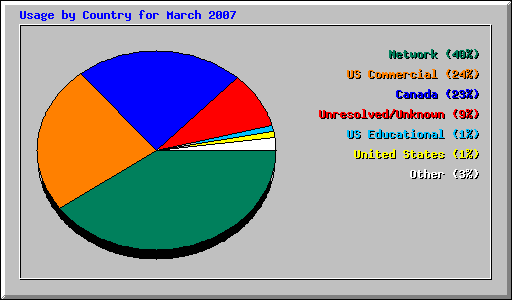 Usage by Country for March 2007
Network (40%)
US Commercial (24%)
Canada (23%)
Unresolved/Unknown (9%)
US Educational (1%)
United States (1%)
Other (3%)